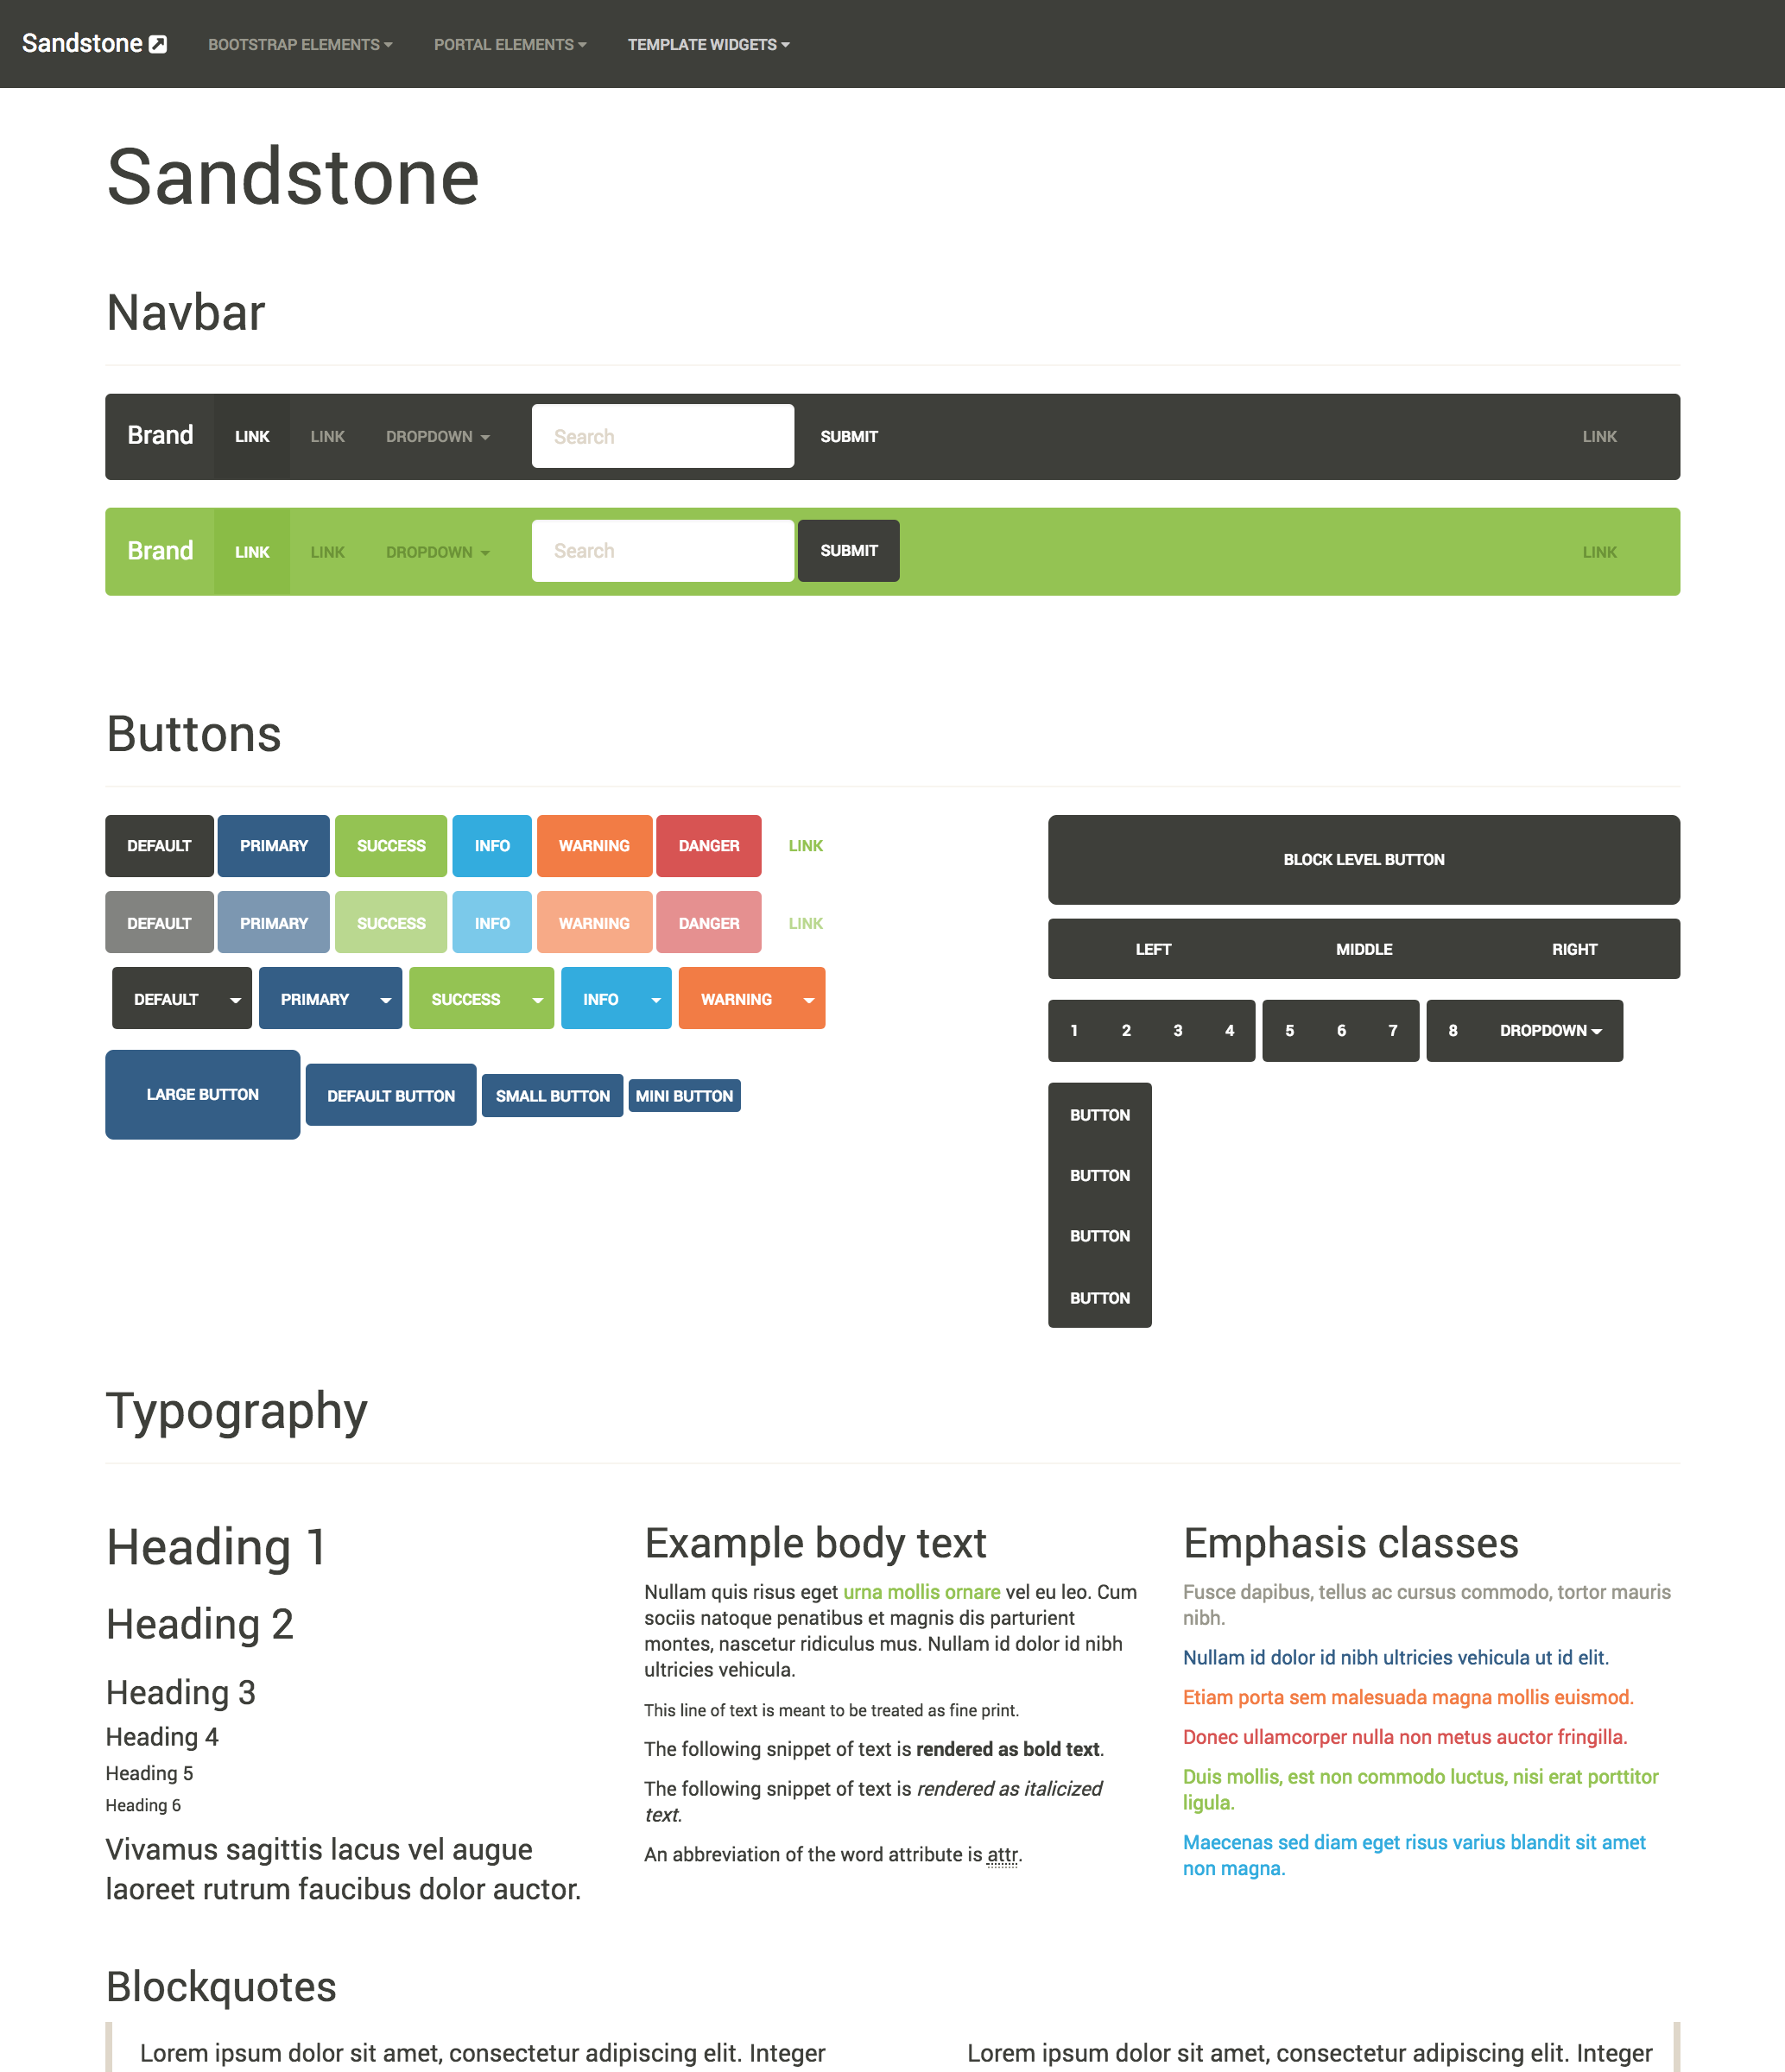 Sandstone BOOTSTRAP ELEMENTS PORTAL ELEMENTS TEMPLATE WIDGETS
Sandstone
Navbar
Brand LINK LINK DROPDOWN Search SUBMIT LINK
Brand LINK LINK DROPDOWN Search SUBMIT LINK
Buttons
DEFAULT PRIMARY SUCCESS INFO WARNING DANGER LINK
DEFAULT PRIMARY SUCCESS INFO WARNING DANGER LINK
DEFAULT PRIMARY SUCCESS INFO WARNING
LARGE BUTTON DEFAULT BUTTON SMALL BUTTON MINI BUTTON
BLOCK LEVEL BUTTON
LEFT MIDDLE RIGHT
1 2 3 4 5 6 7 8 DROPDOWN
BUTTON
BUTTON
BUTTON
BUTTON
Typography
Heading 1
Heading 2
Heading 3
Heading 4
Heading 5
Heading 6
Vivamus sagittis lacus vel augue
laoreet rutrum faucibus dolor auctor.
Example body text
Nullam quis risus eget urna mollis ornare vel eu leo. Cum
sociis natoque penatibus et magnis dis parturient
montes, nascetur ridiculus mus. Nullam id dolor id nibh
ultricies vehicula.
This line of text is meant to be treated as fine print.
The following snippet of text is rendered as bold text.
The following snippet of text is rendered as italicized
text.
An abbreviation of the word attribute is attr.
Emphasis classes
Fusce dapibus, tellus ac cursus commodo, tortor mauris
nibh.
Nullam id dolor id nibh ultricies vehicula ut id elit.
Etiam porta sem malesuada magna mollis euismod.
Donec ullamcorper nulla non metus auctor fringilla.
Duis mollis, est non commodo luctus, nisi erat porttitor
ligula.
Maecenas sed diam eget risus varius blandit sit amet
non magna.
Blockquotes
Lorem ipsum dolor sit amet, consectetur adipiscing elit. Integer
Lorem ipsum dolor sit amet, consectetur adipiscing elit. Integer